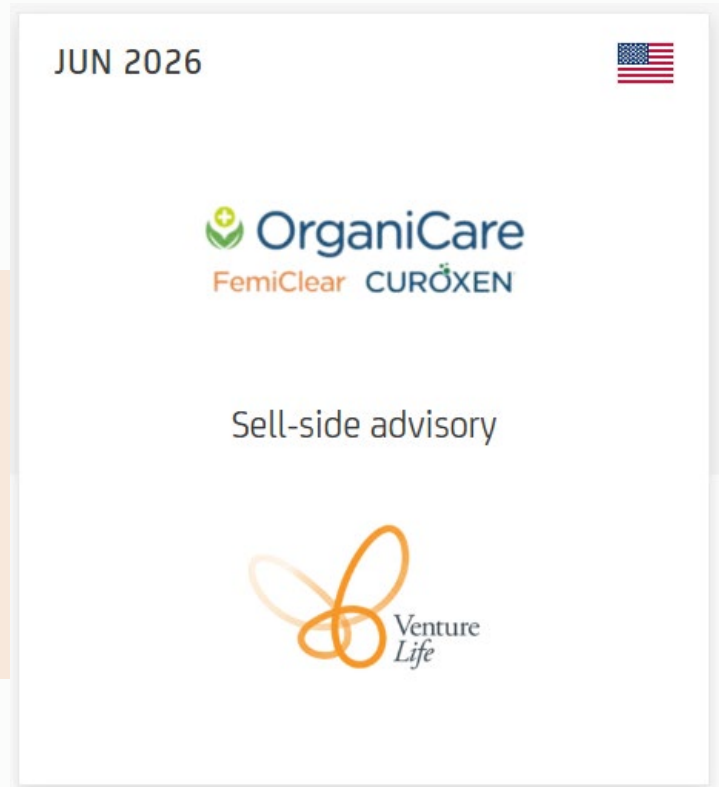 JUN 2026
OrganiCare
FemiClear CUROXEN
Sell-side advisory
Venture
Life